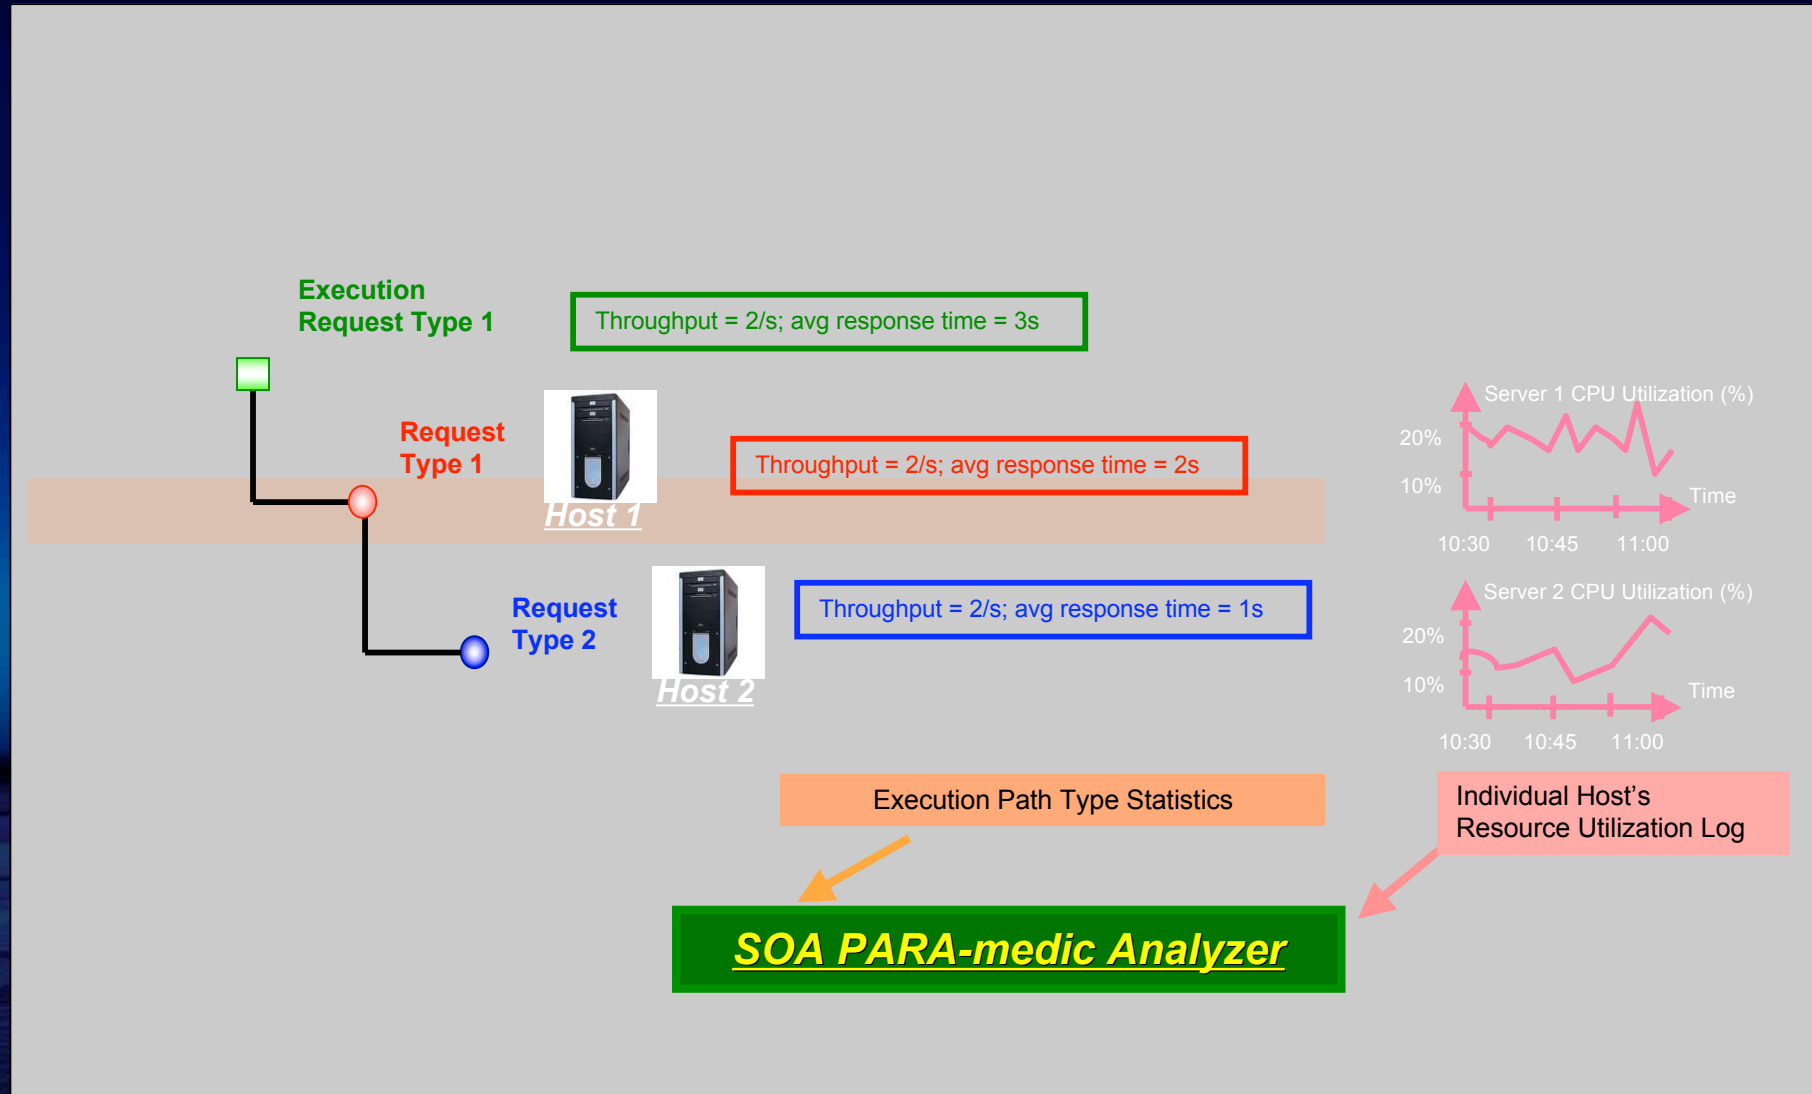 Execution
Request Type 1
Throughput = 2/s; avg response time = 3s
Request
Type 1
Host 1
Throughput = 2/s; avg response time = 2s
Server 1 CPU Utilization (%)
20%
10%
Time
10:30 10:45 11:00
Request
Type 2
Host 2
Throughput = 2/s; avg response time = 1s
Server 2 CPU Utilization (%)
20%
10%
Time
10:30 10:45 11:00
Execution Path Type Statistics
Individual Host’s
Resource Utilization Log
SOA PARA-medic Analyzer